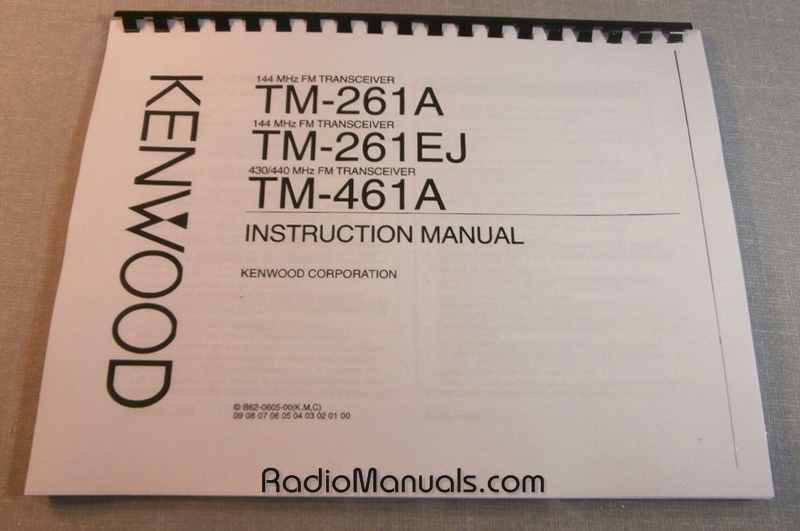 KENWOOD
144 MHz FM TRANSCEIVER
TM-261A
144 MHz FM TRANSCEIVER
TM-261EJ
430/440 MHz FM TRANSCEIVER
TM-461A
INSTRUCTION MANUAL
KENWOOD CORPORATION
© B62-0605-00(K,M,C)
09 08 07 06 05 04 03 02 01 00
RadioManuals.com